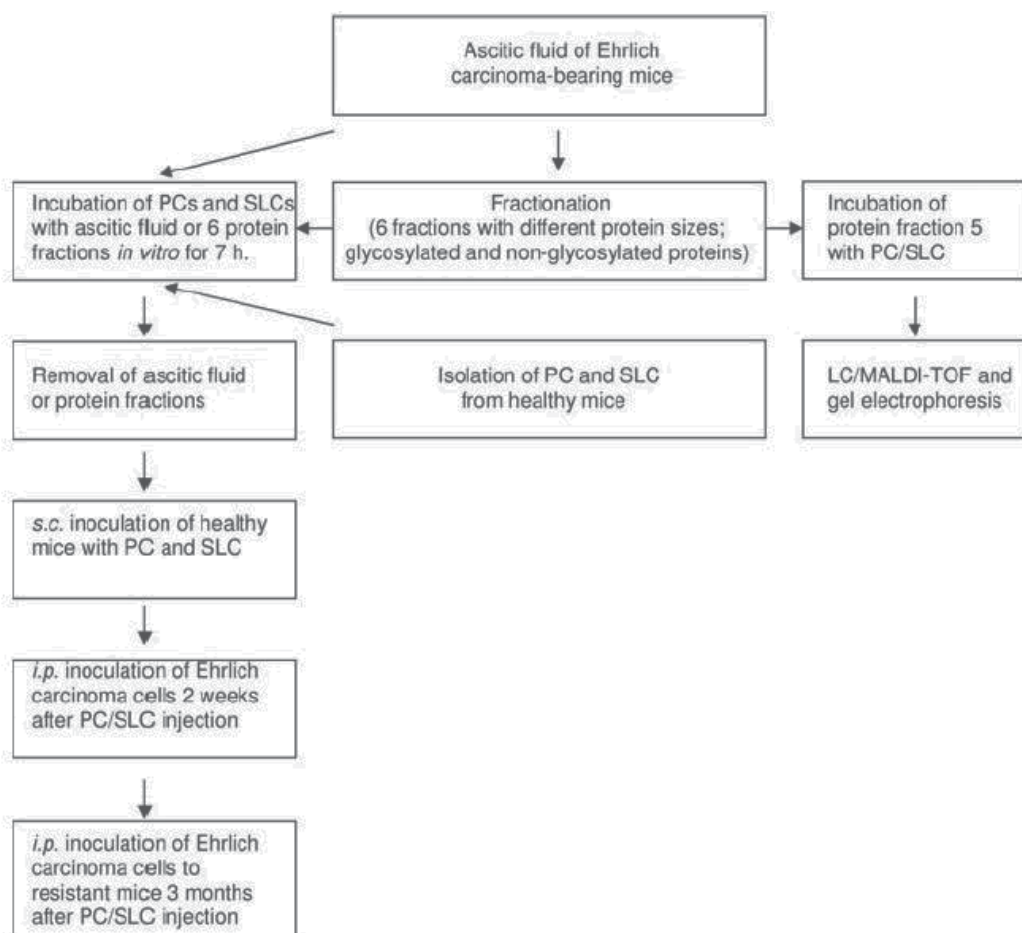 Ascitic fluid of Ehrlich
carcinoma-bearing mice
Incubation of PCs and SLCs
with ascitic fluid or 6 protein
fractions in vitro for 7 h.
Fractionation
(6 fractions with different protein sizes;
glycosylated and non-glycosylated proteins)
Incubation of
protein fraction 5
with PC/SLC
Removal of ascitic fluid
or protein fractions
Isolation of PC and SLC
from healthy mice
LC/MALDI-TOF and
gel electrophoresis
s.c. inoculation of healthy
mice with PC and SLC
i.p. inoculation of Ehrlich
carcinoma cells 2 weeks
after PC/SLC injection
i.p. inoculation of Ehrlich
carcinoma cells to
resistant mice 3 months
after PC/SLC injection